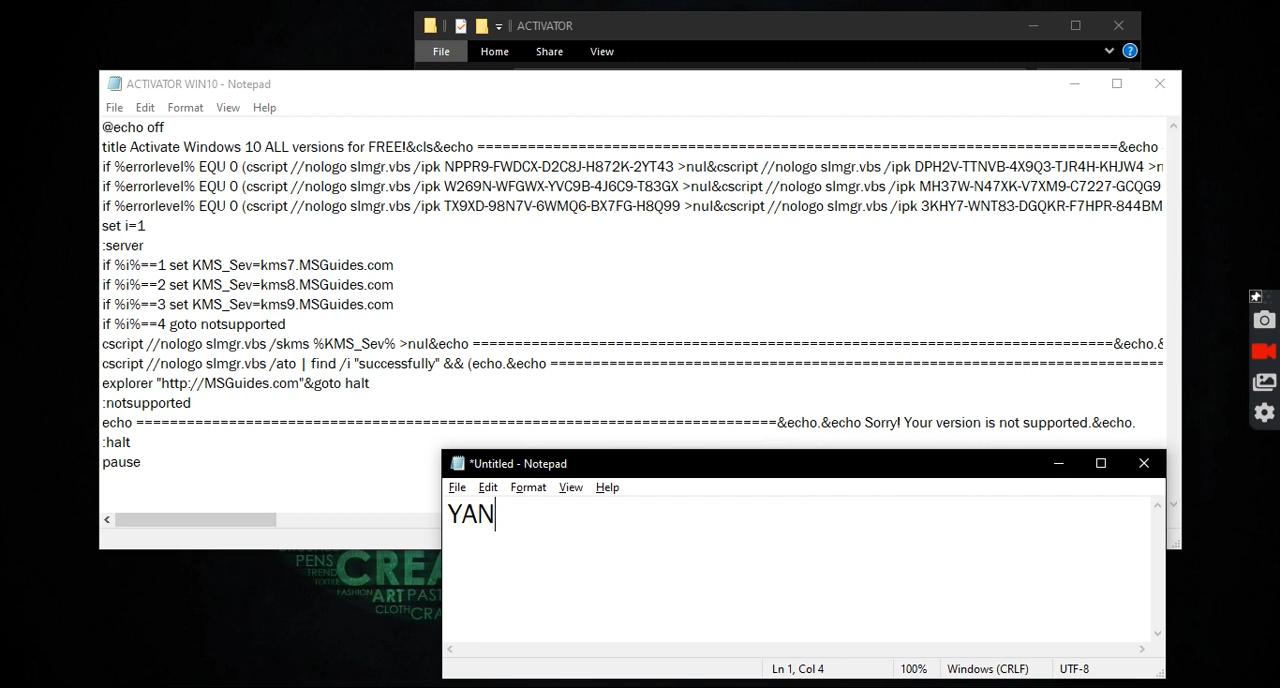 ACTIVATOR
File Home Share View
ACTIVATOR WIN10 - Notepad
File Edit Format View Help
@echo off
title Activate Windows 10 ALL versions for FREE!&cls&echo =====================================================================&echo
if %errorlevel% EQU 0 (cscript //nologo slmgr.vbs /ipk NPPR9-FWDCX-D2C8J-H872K-2YT43 >nul&cscript //nologo slmgr.vbs /ipk DPH2V-TTNVB-4X9Q3-TJR4H-KHJW4 >n
if %errorlevel% EQU 0 (cscript //nologo slmgr.vbs /ipk W269N-WFGWX-YVC9B-4J6C9-T83GX >nul&cscript //nologo slmgr.vbs /ipk MH37W-N47XK-V7XM9-C7227-GCQG9
if %errorlevel% EQU 0 (cscript //nologo slmgr.vbs /ipk TX9XD-98N7V-6WMQ6-BX7FG-H8Q99 >nul&cscript //nologo slmgr.vbs /ipk 3KHY7-WNT83-DGQKR-F7HPR-844BM
set i=1
:server
if %i%==1 set KMS_Sev=kms7.MSGuides.com
if %i%==2 set KMS_Sev=kms8.MSGuides.com
if %i%==3 set KMS_Sev=kms9.MSGuides.com
if %i%==4 goto notsupported
cscript //nologo slmgr.vbs /skms %KMS_Sev% >nul&echo =====================================================================&echo.&
cscript //nologo slmgr.vbs /ato | find /i "successfully" && (echo.&echo ==================================================================
explorer "http://MSGuides.com"&goto halt
:notsupported
echo =====================================================================&echo.&echo Sorry! Your version is not supported.&echo.
:halt
pause
*Untitled - Notepad
File Edit Format View Help
YAN
Ln 1, Col 4 100% Windows (CRLF) UTF-8
PENS
TREND
FASHION
ART PAST
CLOTH